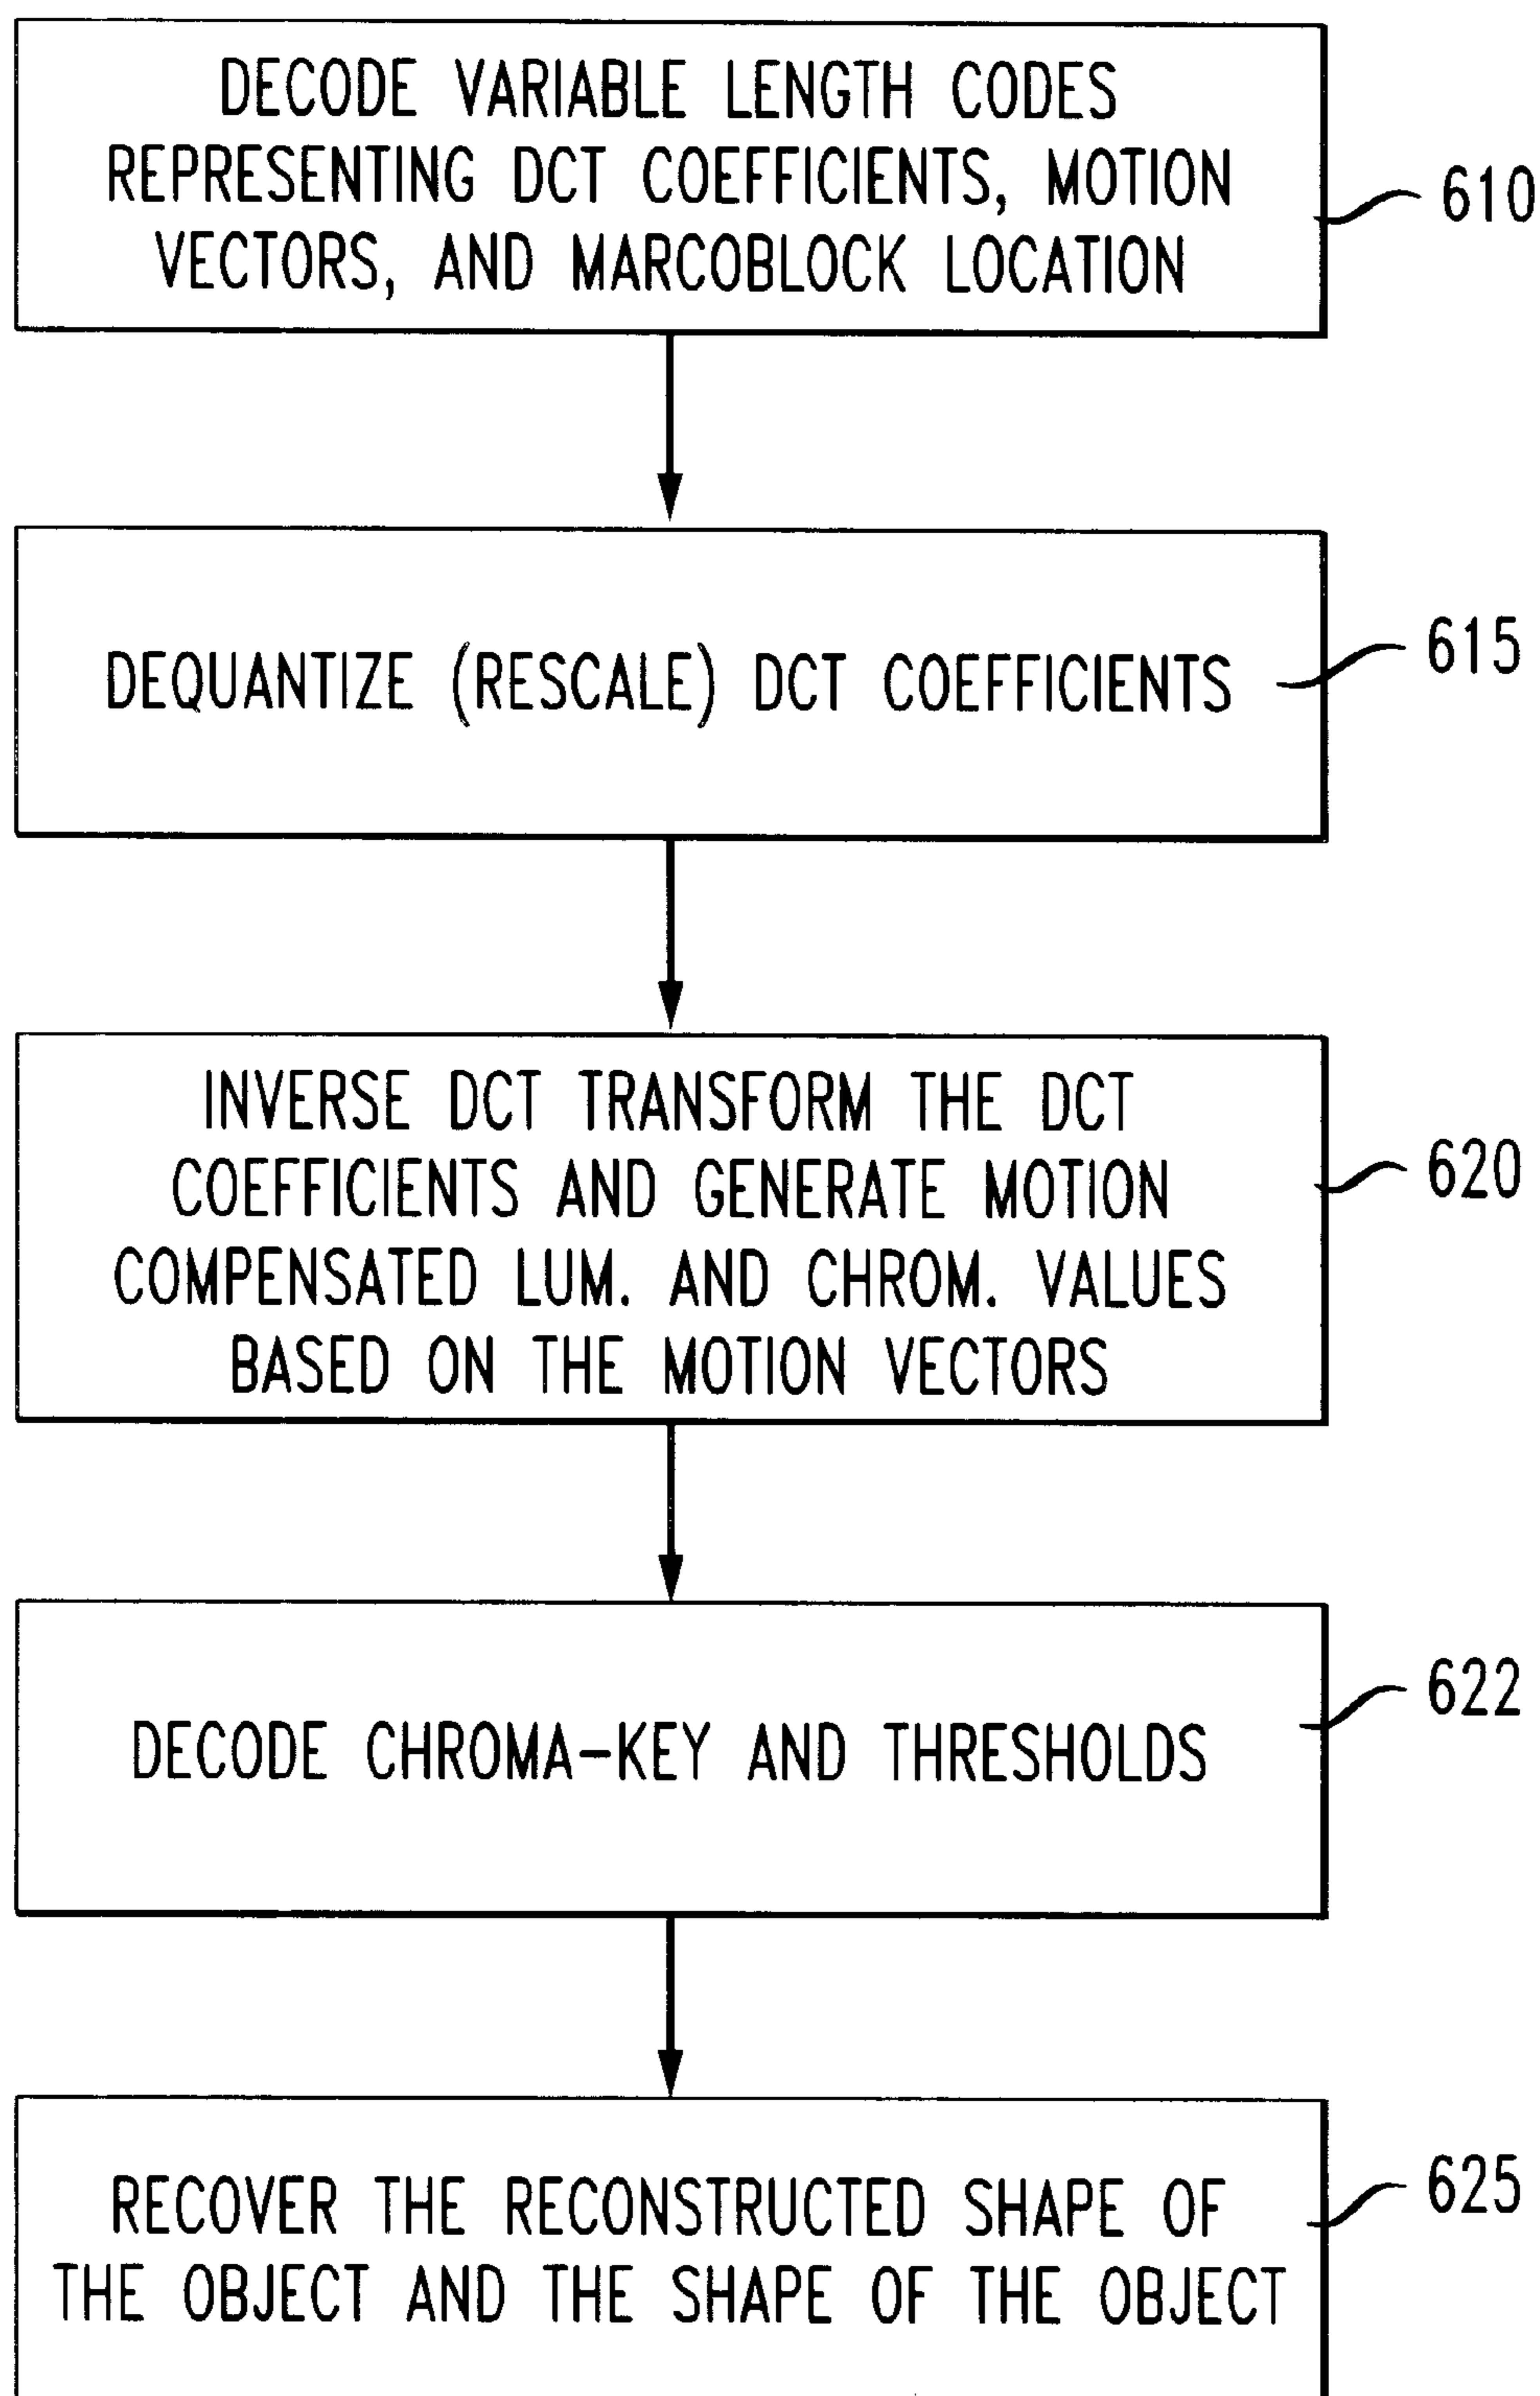 DECODE VARIABLE LENGTH CODES
REPRESENTING DCT COEFFICIENTS, MOTION
VECTORS, AND MARCOBLOCK LOCATION
610
DEQUANTIZE (RESCALE) DCT COEFFICIENTS
615
INVERSE DCT TRANSFORM THE DCT
COEFFICIENTS AND GENERATE MOTION
COMPENSATED LUM. AND CHROM. VALUES
BASED ON THE MOTION VECTORS
620
DECODE CHROMA-KEY AND THRESHOLDS
622
RECOVER THE RECONSTRUCTED SHAPE OF
THE OBJECT AND THE SHAPE OF THE OBJECT
625